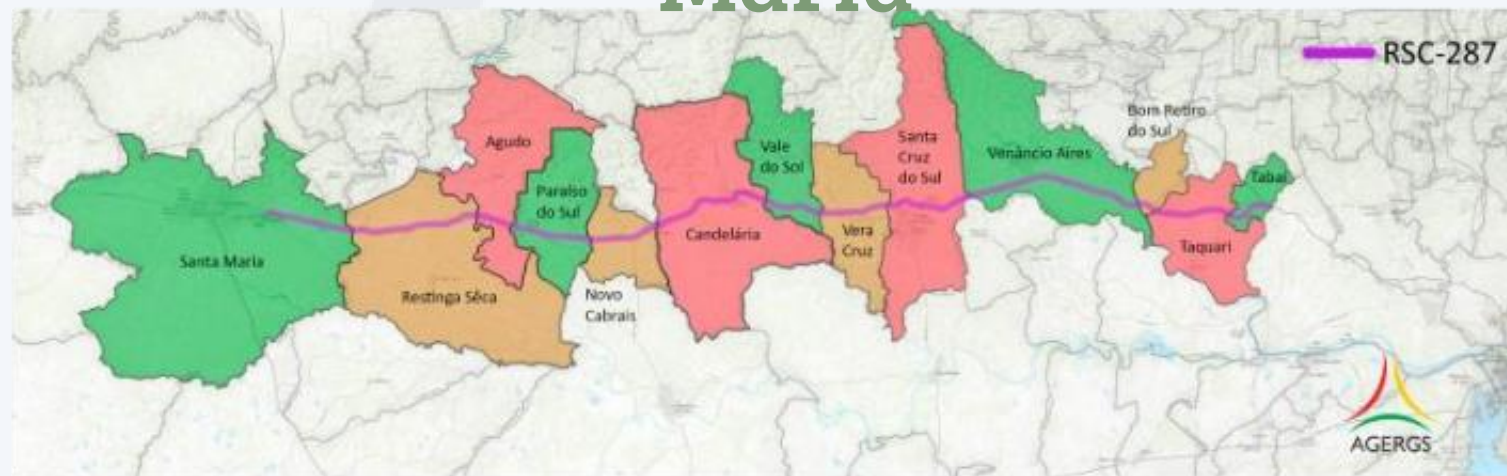 Maria
RSC-287
Bom Retiro
do Sul
Agudo
Santa
Cruz
do Sul
Vale
do Sol
Venâncio Aires
Tabaí
Paraíso
do Sul
Vera
Cruz
Candelária
Taquari
Santa Maria
Restinga Sêca
Novo
Cabrais
AGERGS